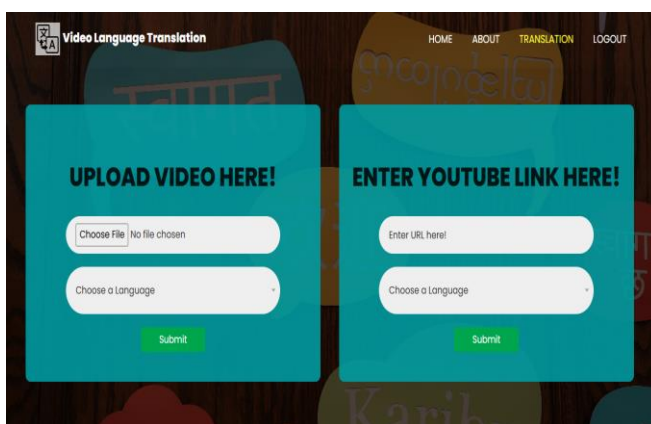 Video Language Translation
HOME ABOUT TRANSLATION LOGOUT
स्वागत
UPLOAD VIDEO HERE!
Choose File No file chosen
Choose a Language
Submit
ENTER YOUTUBE LINK HERE!
Enter URL here!
Choose a Language
Submit